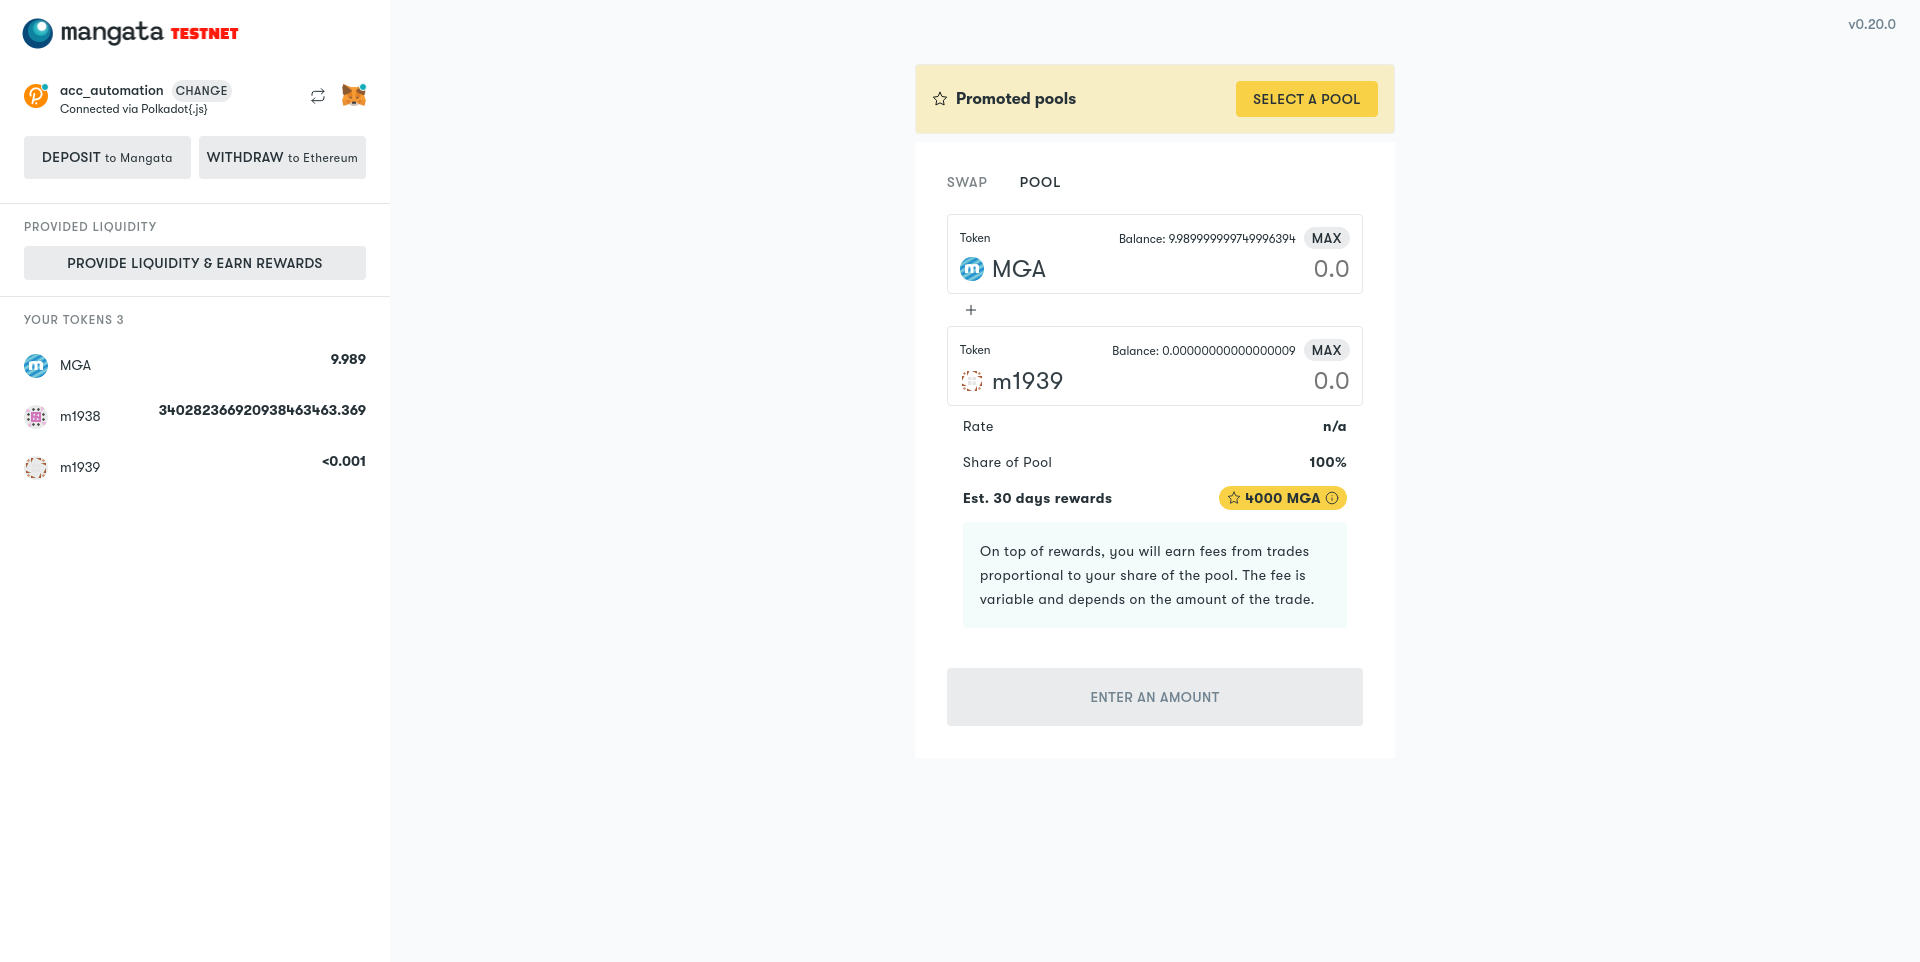 mangata TESTNET
v0.20.0
acc_automation CHANGE
Connected via Polkadot{.js}
DEPOSIT to Mangata
WITHDRAW to Ethereum
PROVIDED LIQUIDITY
PROVIDE LIQUIDITY & EARN REWARDS
YOUR TOKENS 3
MGA 9.989
m1938 340282366920938463463.369
m1939 <0.001
Promoted pools
SELECT A POOL
SWAP POOL
Token Balance: 9.989999999749996394 MAX
MGA 0.0
+
Token Balance: 0.00000000000000009 MAX
m1939 0.0
Rate n/a
Share of Pool 100%
Est. 30 days rewards 4000 MGA
On top of rewards, you will earn fees from trades
proportional to your share of the pool. The fee is
variable and depends on the amount of the trade.
ENTER AN AMOUNT